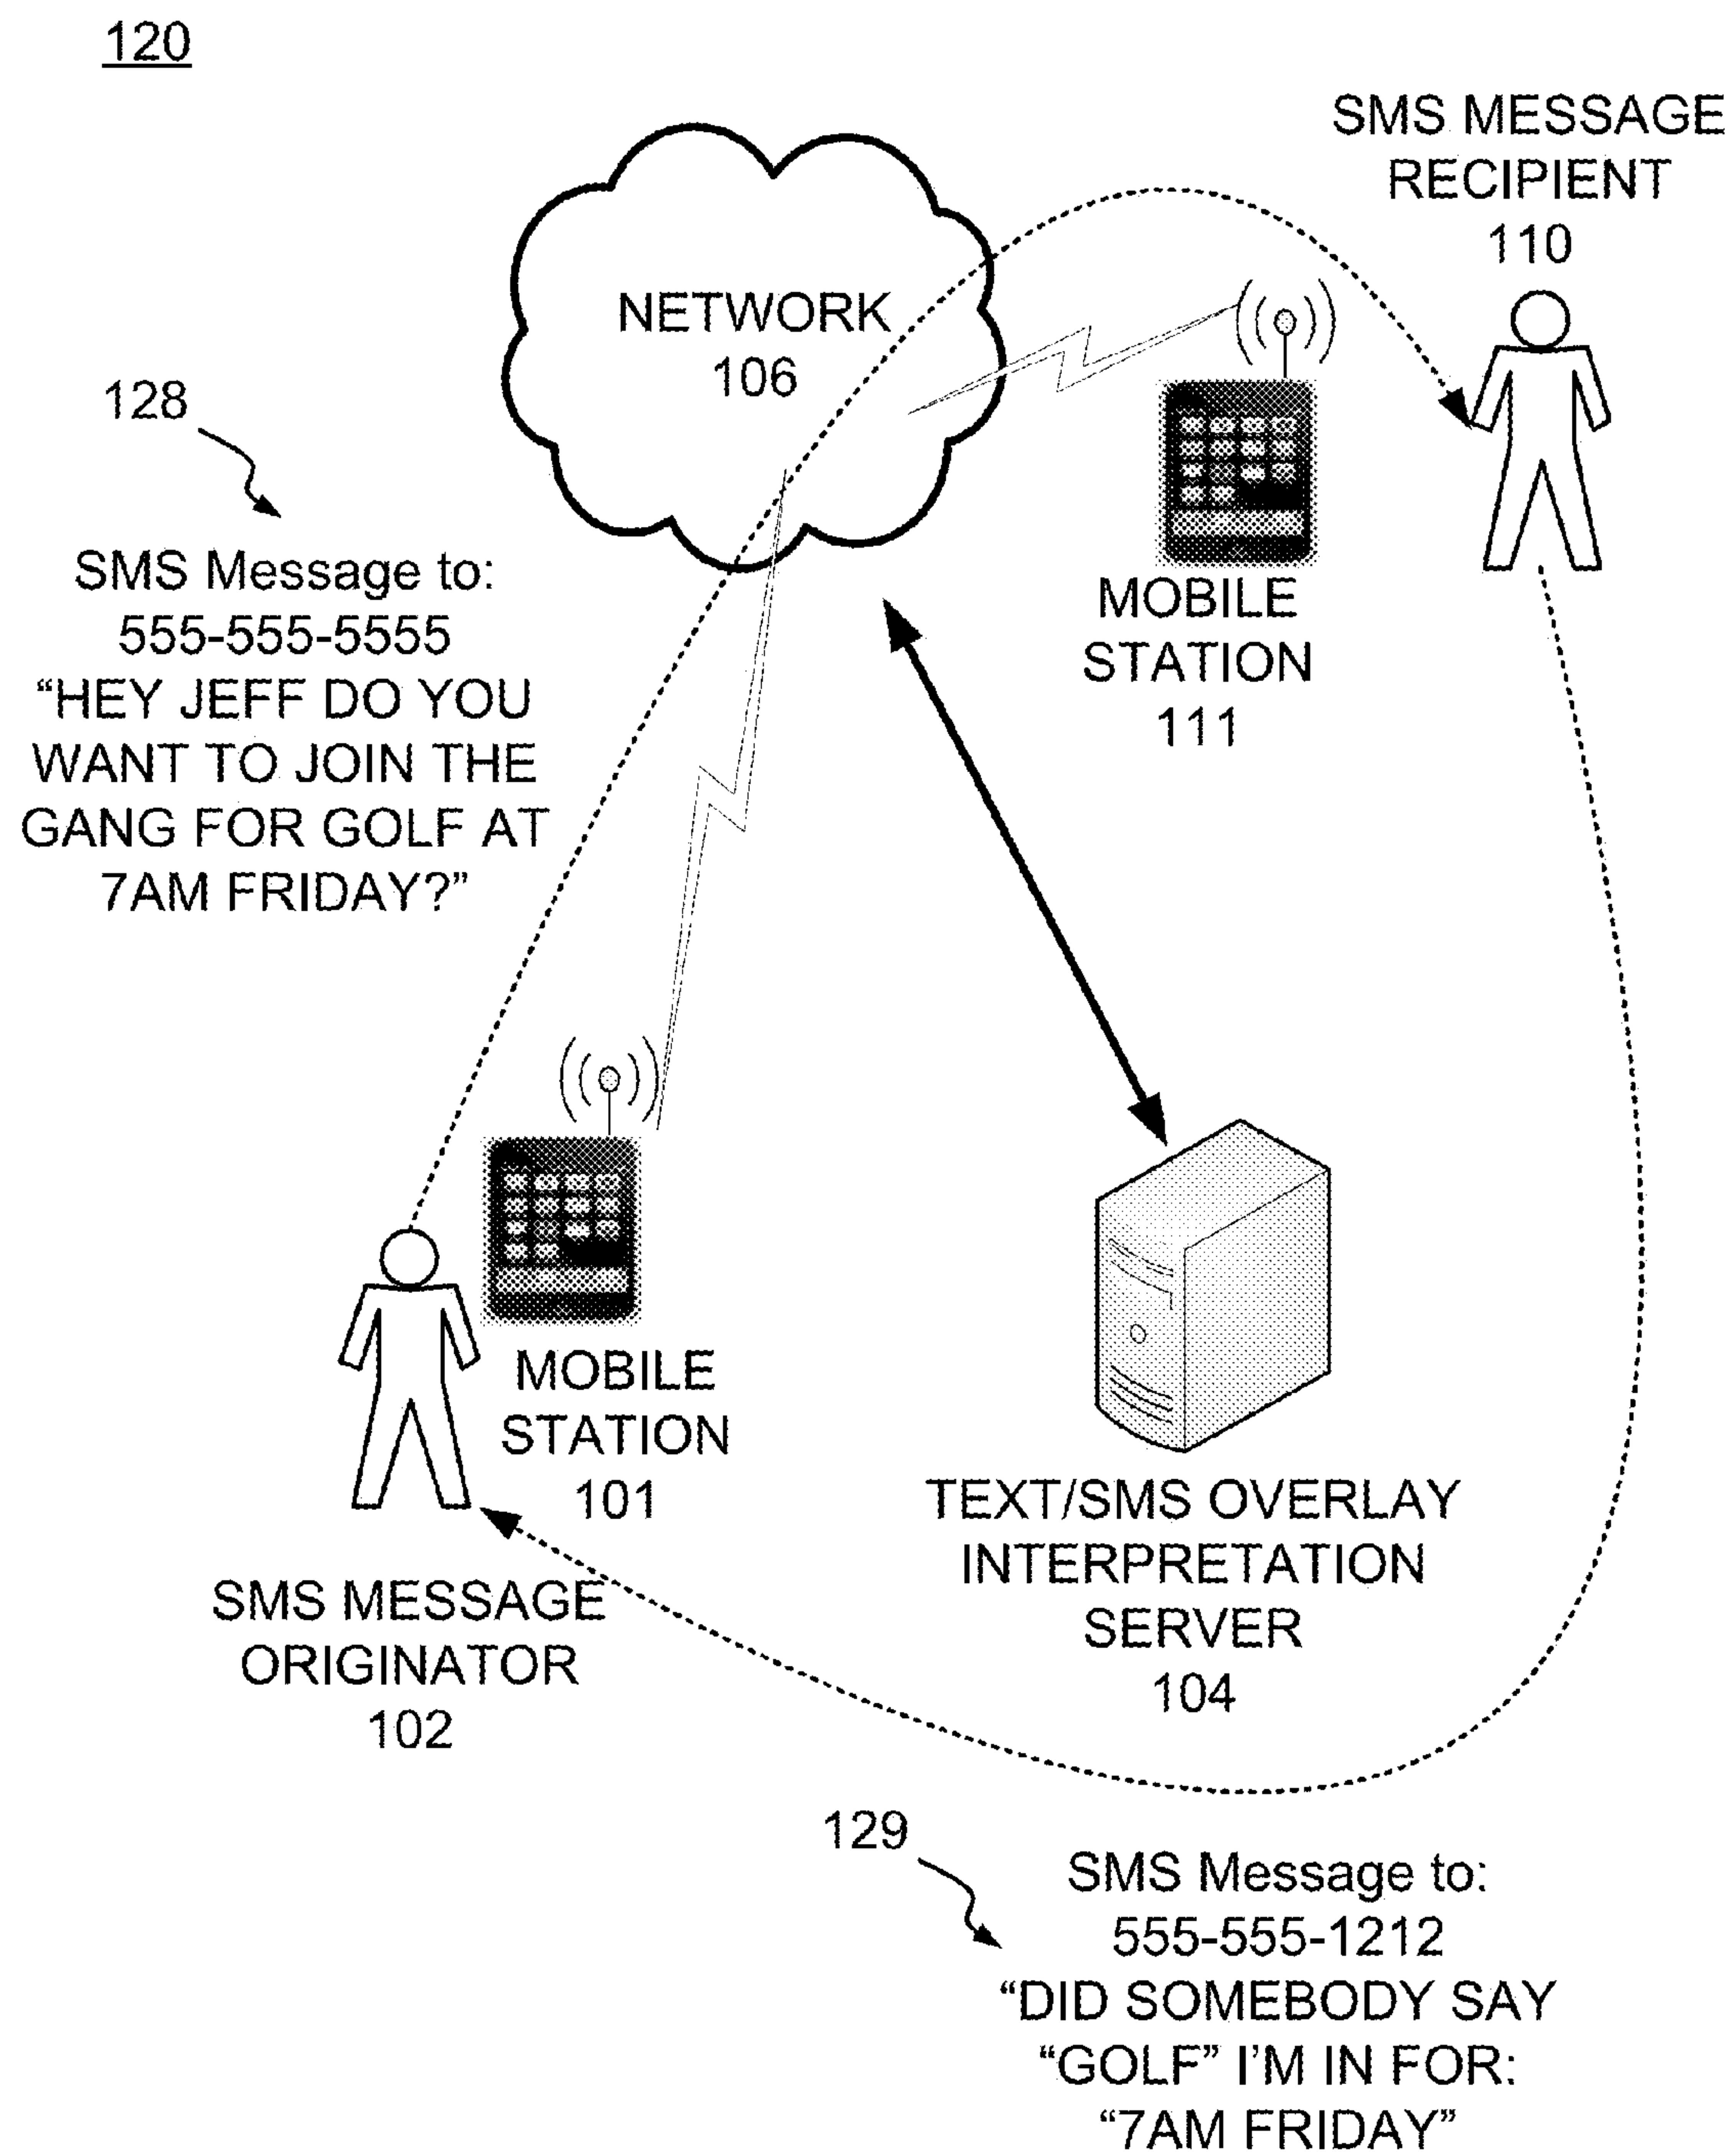 120
SMS MESSAGE
RECIPIENT
110
NETWORK
106
128
SMS Message to:
555-555-5555
“HEY JEFF DO YOU
WANT TO JOIN THE
GANG FOR GOLF AT
7AM FRIDAY?”
MOBILE
STATION
111
MOBILE
STATION
101
SMS MESSAGE
ORIGINATOR
102
TEXT/SMS OVERLAY
INTERPRETATION
SERVER
104
129
SMS Message to:
555-555-1212
“DID SOMEBODY SAY
“GOLF” I’M IN FOR:
“7AM FRIDAY”